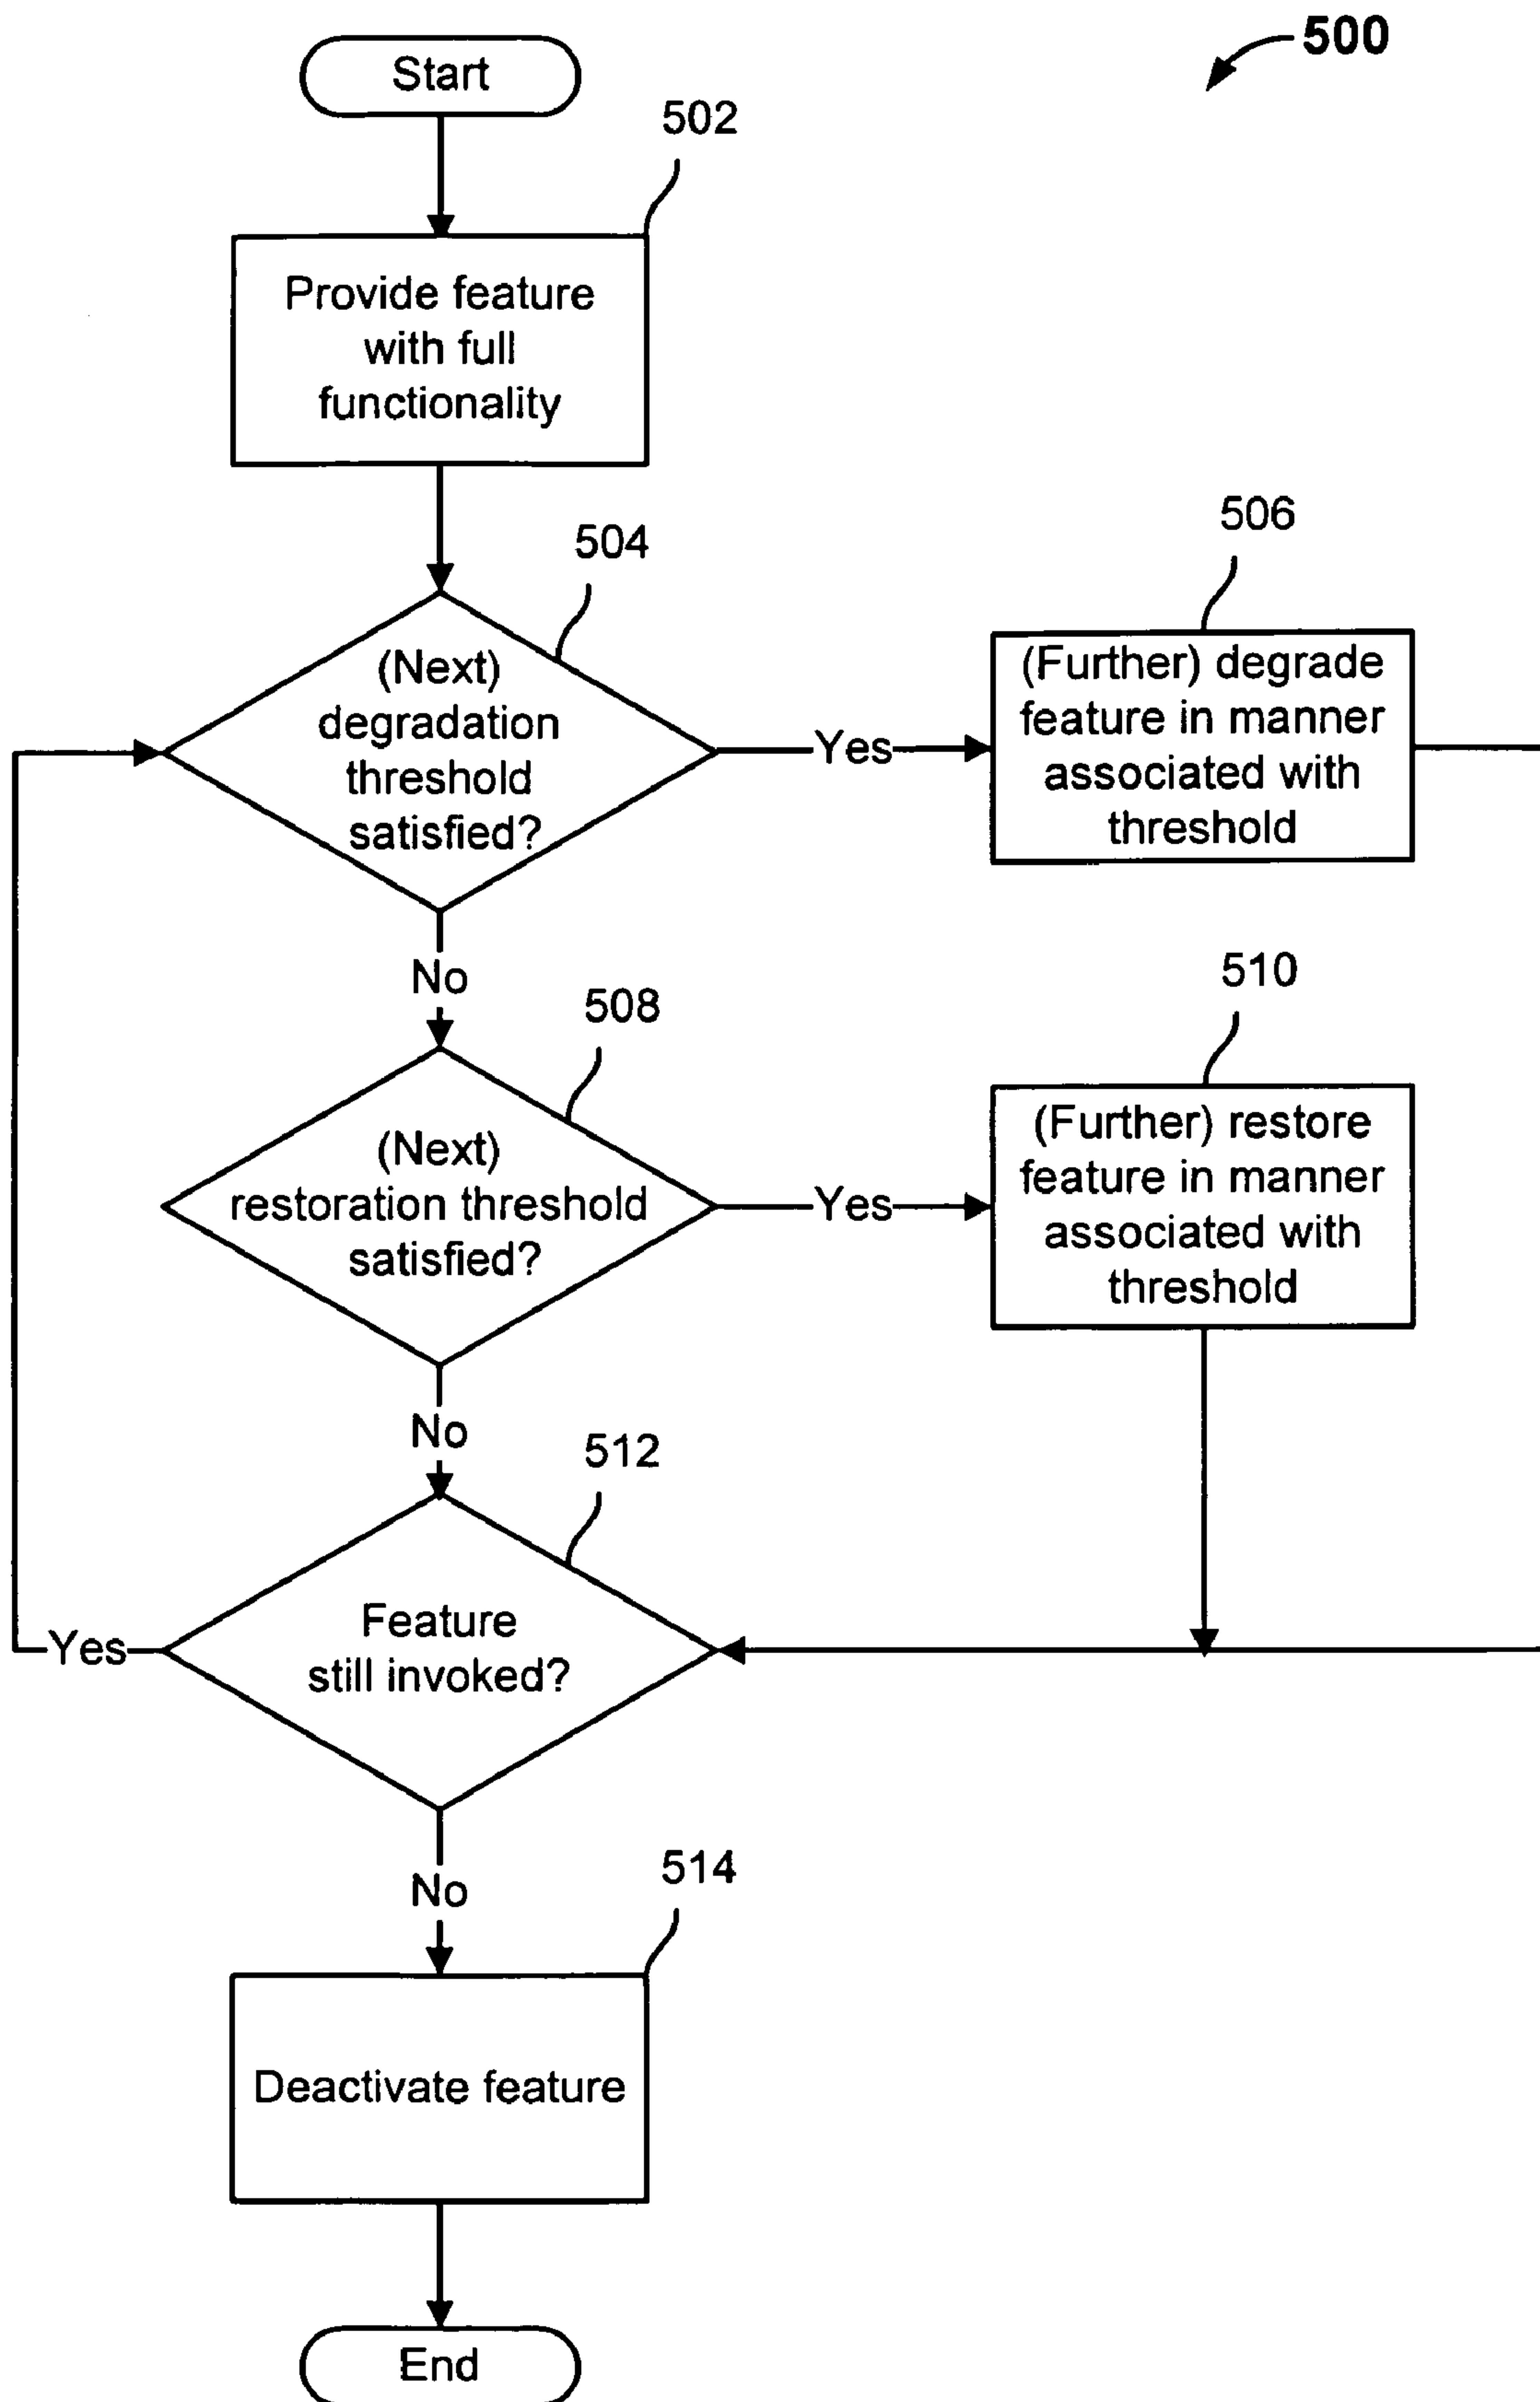 500
Start
502
Provide feature
with full
functionality
504
(Next)
degradation
threshold
satisfied?
Yes
506
(Further) degrade
feature in manner
associated with
threshold
No
508
(Next)
restoration threshold
satisfied?
Yes
510
(Further) restore
feature in manner
associated with
threshold
No
512
Feature
still invoked?
Yes
No
514
Deactivate feature
End